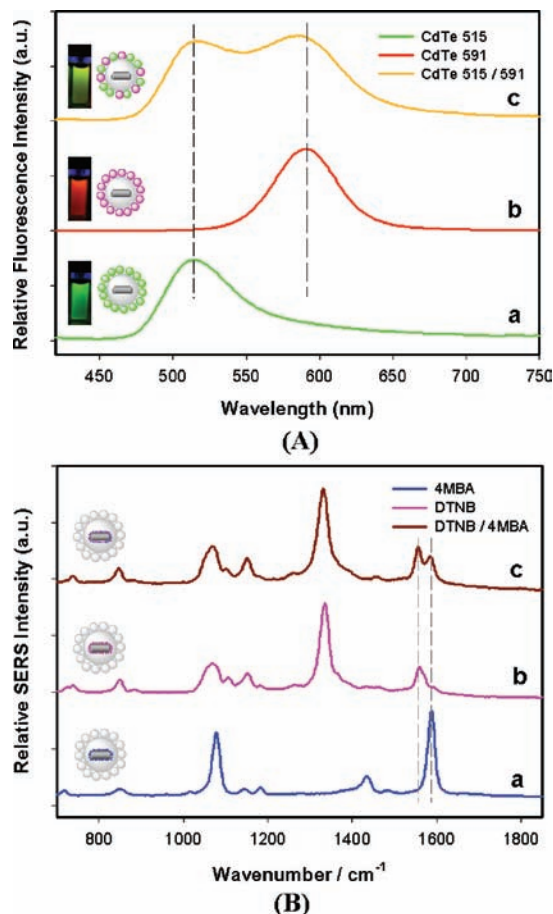 Relative Fluorescence Intensity (a.u.)
CdTe 515
CdTe 591
CdTe 515 / 591
c
b
a
450 500 550 600 650 700 750
Wavelength (nm)
(A)
Relative SERS Intensity (a.u.)
4MBA
DTNB
DTNB / 4MBA
c
b
a
800 1000 1200 1400 1600 1800
Wavenumber / cm⁻¹
(B)